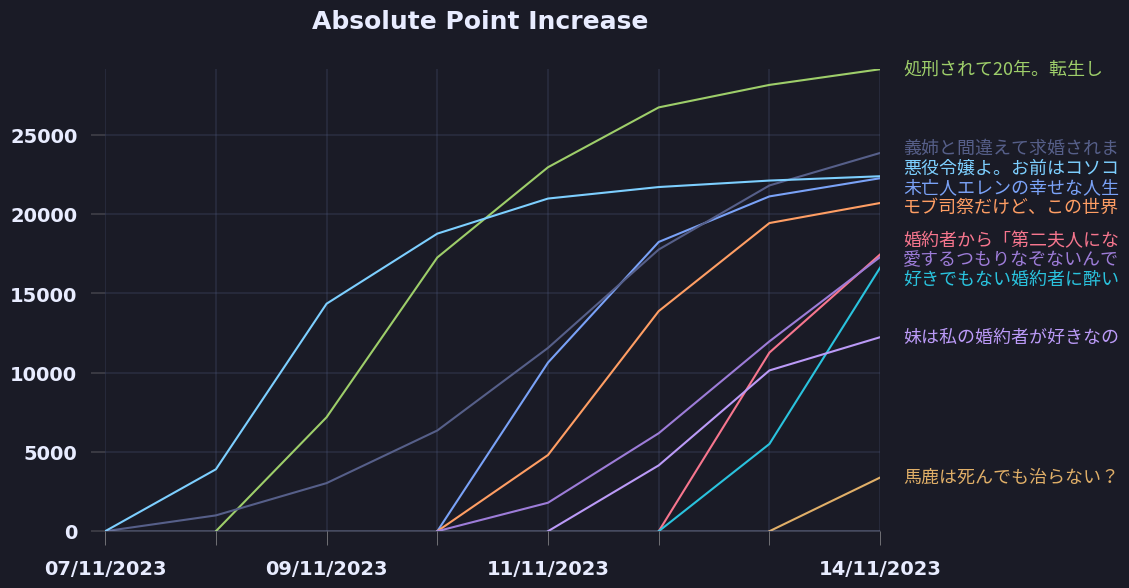 Absolute Point Increase
処刑されて20年。転生し
25000
義姉と間違えて求婚されま
悪役令嬢よ。お前はコソコ
未亡人エレンの幸せな人生
20000
モブ司祭だけど、この世界
婚約者から「第二夫人にな
愛するつもりなぞないんで
好きでもない婚約者に酔い
15000
妹は私の婚約者が好きなの
10000
5000
馬鹿は死んでも治らない？
0
07/11/2023 09/11/2023 11/11/2023 14/11/2023